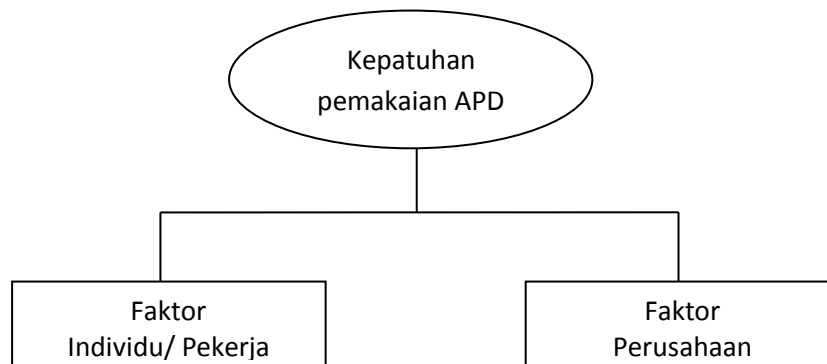 Kepatuhan
pemakaian APD
Faktor
Individu/ Pekerja
Faktor
Perusahaan